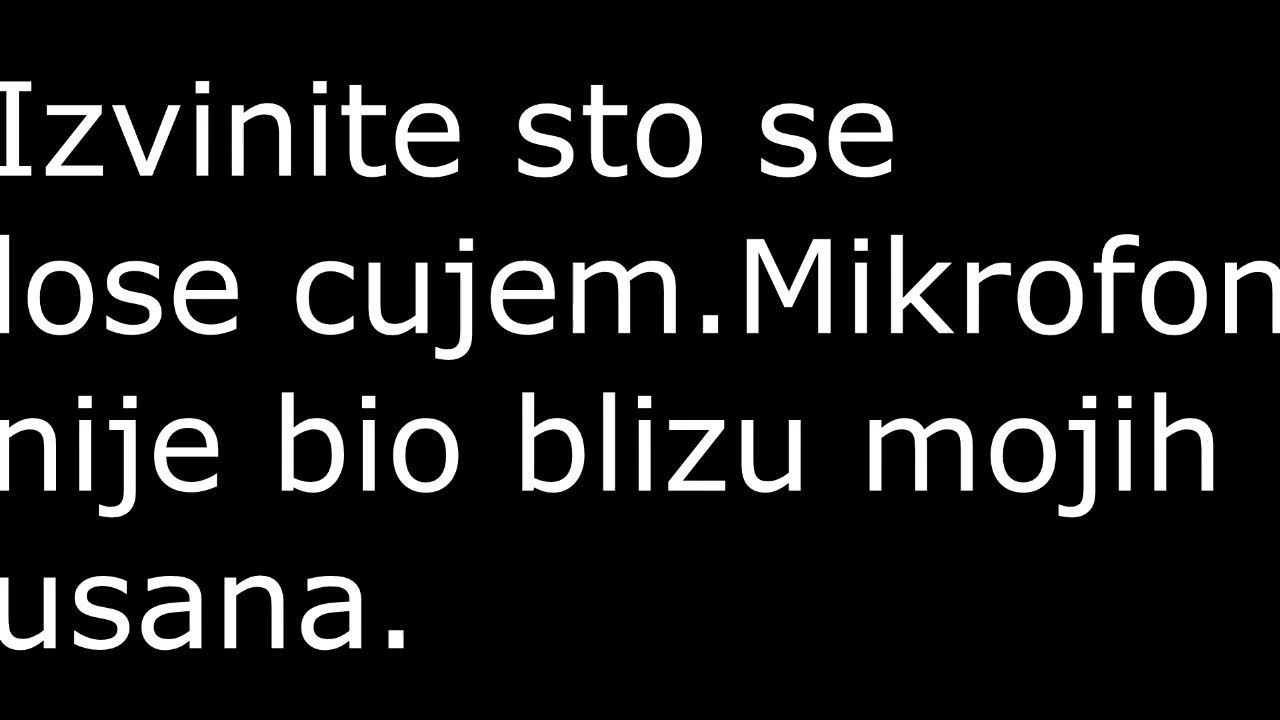 Izvinite sto se
lose cujem.Mikrofon
nije bio blizu mojih
usana.